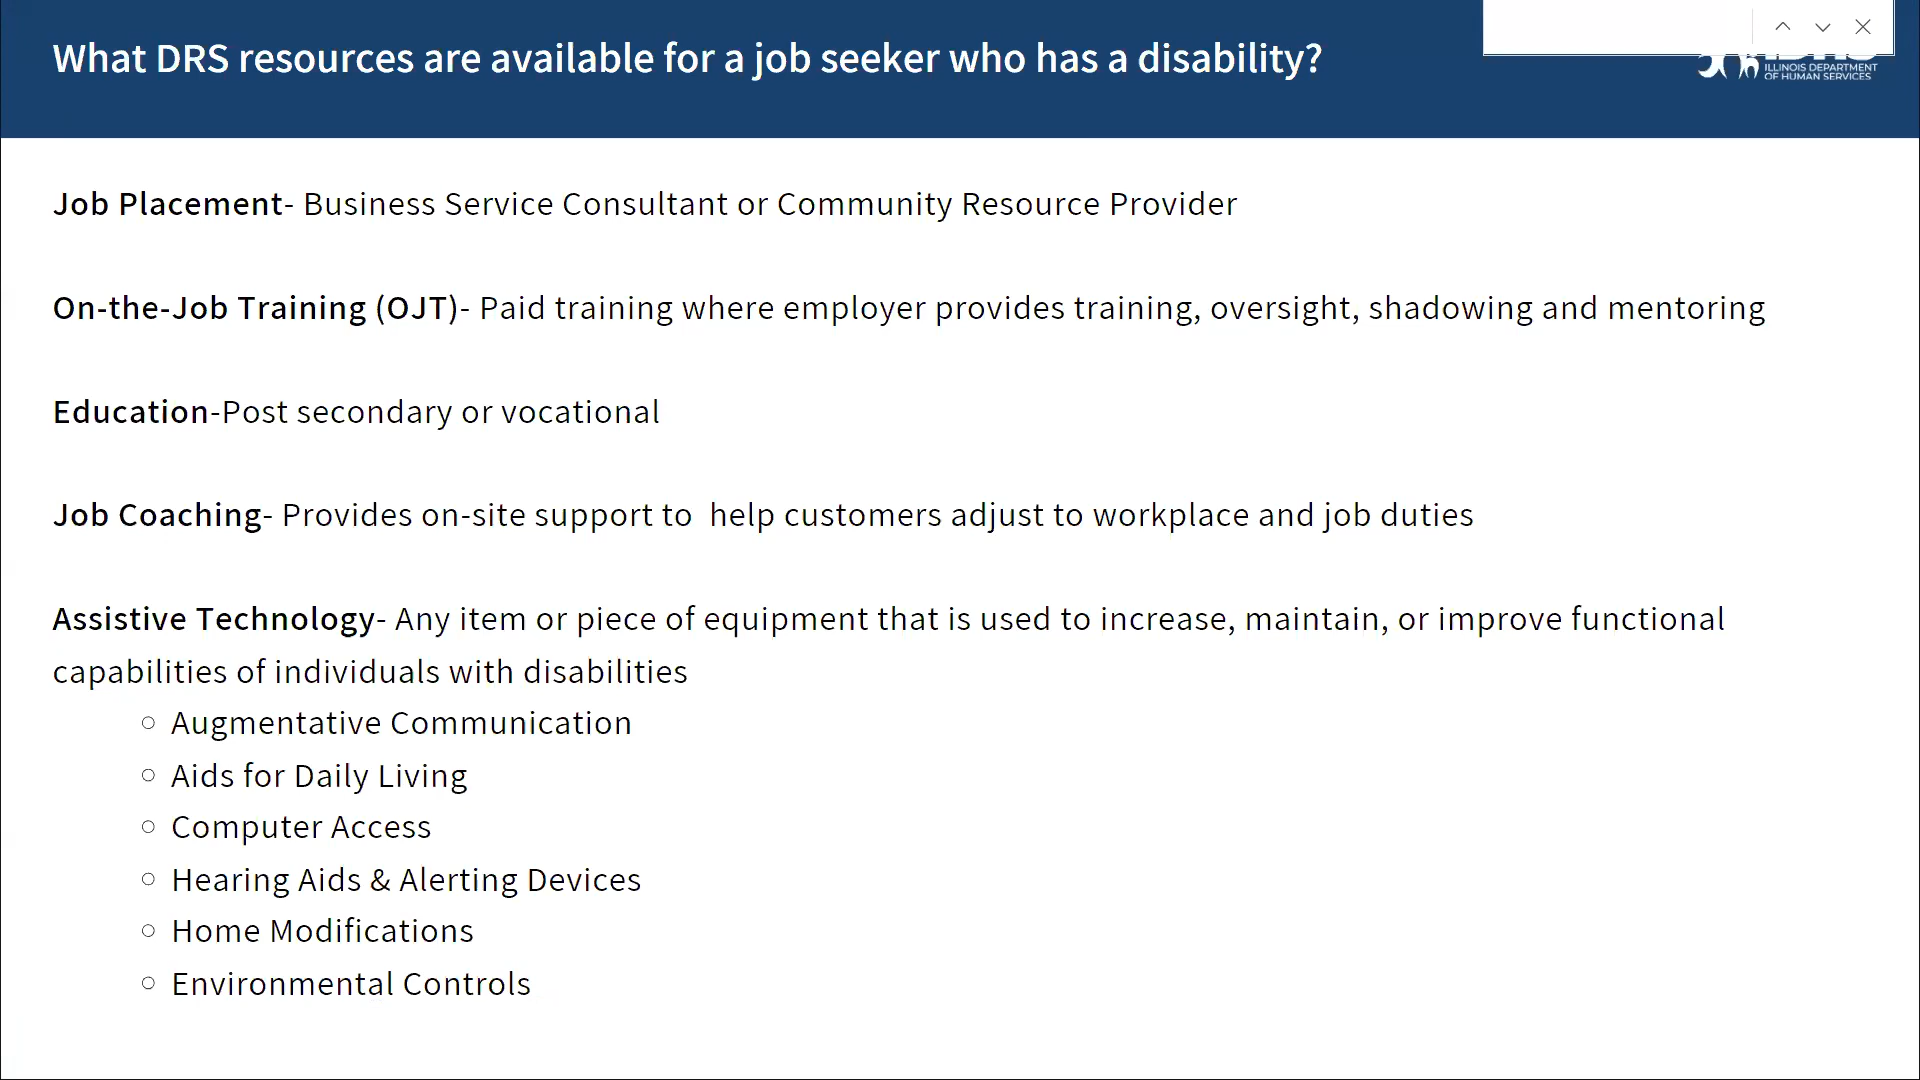 What DRS resources are available for a job seeker who has a disability?
ILLINOIS DEPARTMENT
OF HUMAN SERVICES
Job Placement- Business Service Consultant or Community Resource Provider
On-the-Job Training (OJT)- Paid training where employer provides training, oversight, shadowing and mentoring
Education-Post secondary or vocational
Job Coaching- Provides on-site support to  help customers adjust to workplace and job duties
Assistive Technology- Any item or piece of equipment that is used to increase, maintain, or improve functional
capabilities of individuals with disabilities
Augmentative Communication
Aids for Daily Living
Computer Access
Hearing Aids & Alerting Devices
Home Modifications
Environmental Controls